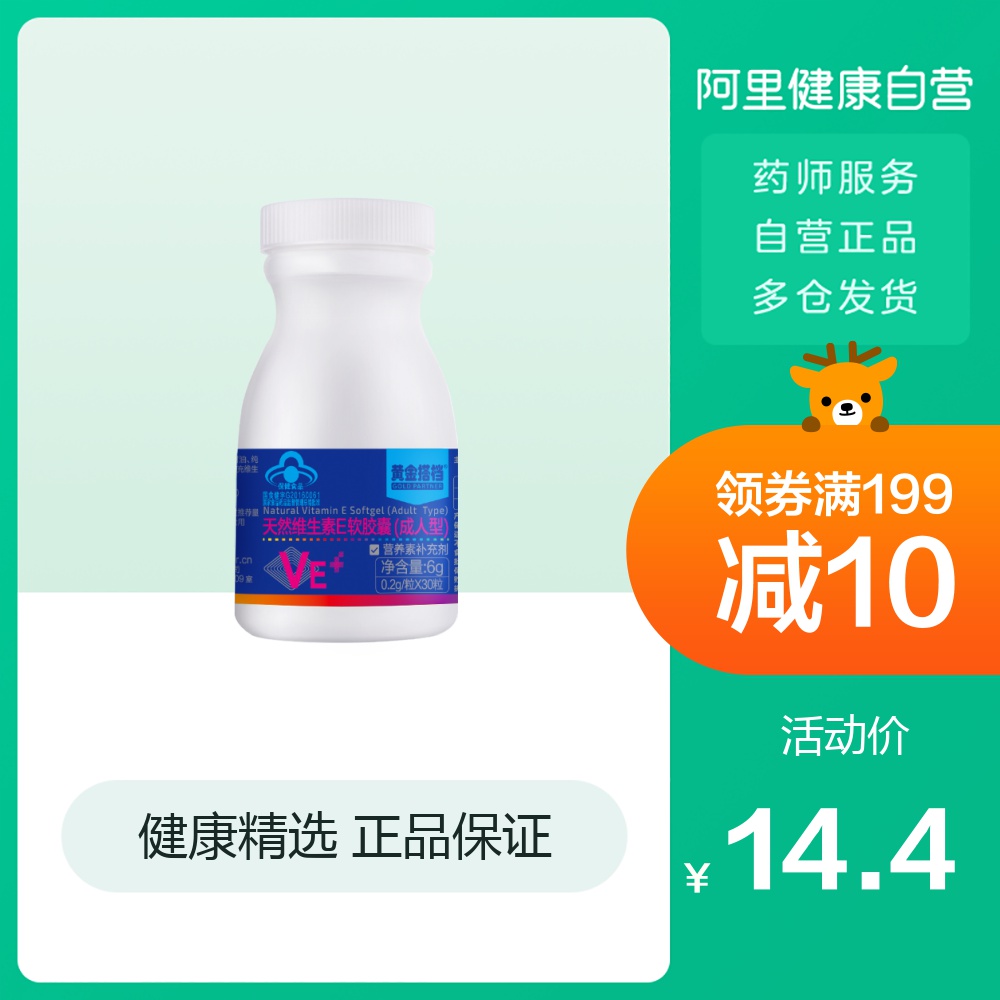 阿里健康自营
药师服务
自营正品
多仓发货
领券满199
减10
活动价
¥14.4
保健食品
黄金搭档
GOLD PARTNER
Natural Vitamin E Softgel (Adult Type)
天然维生素E软胶囊(成人型)
营养素补充剂
VE+
净含量:6g
0.2g/粒X30粒
健康精选 正品保证